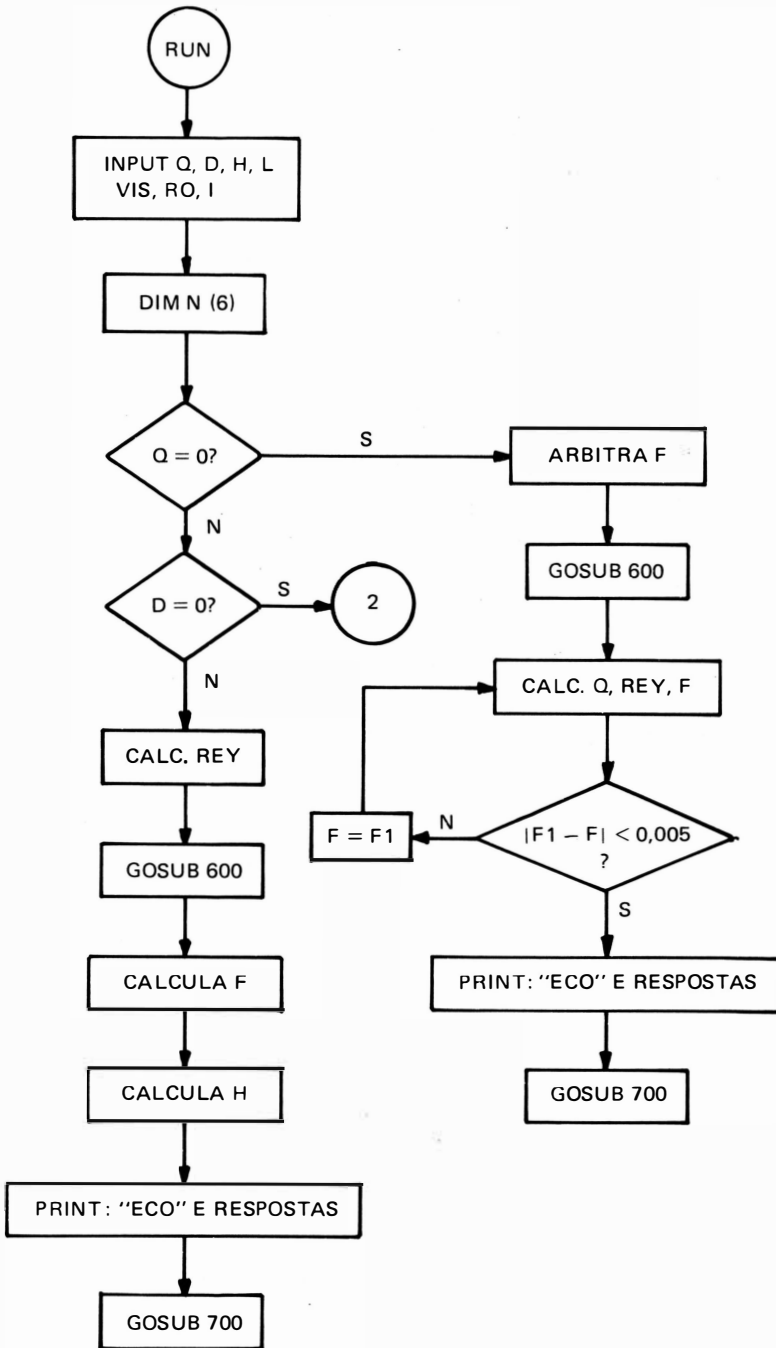 RUN
INPUT Q, D, H, L
VIS, RO, I
DIM N (6)
Q = 0?
S
N
D = 0?
S
2
N
CALC. REY
GOSUB 600
CALCULA F
CALCULA H
PRINT: "ECO" E RESPOSTAS
GOSUB 700
ARBITRA F
GOSUB 600
CALC. Q, REY, F
|F1 – F| < 0,005
?
N
F = F1
S
PRINT: "ECO" E RESPOSTAS
GOSUB 700